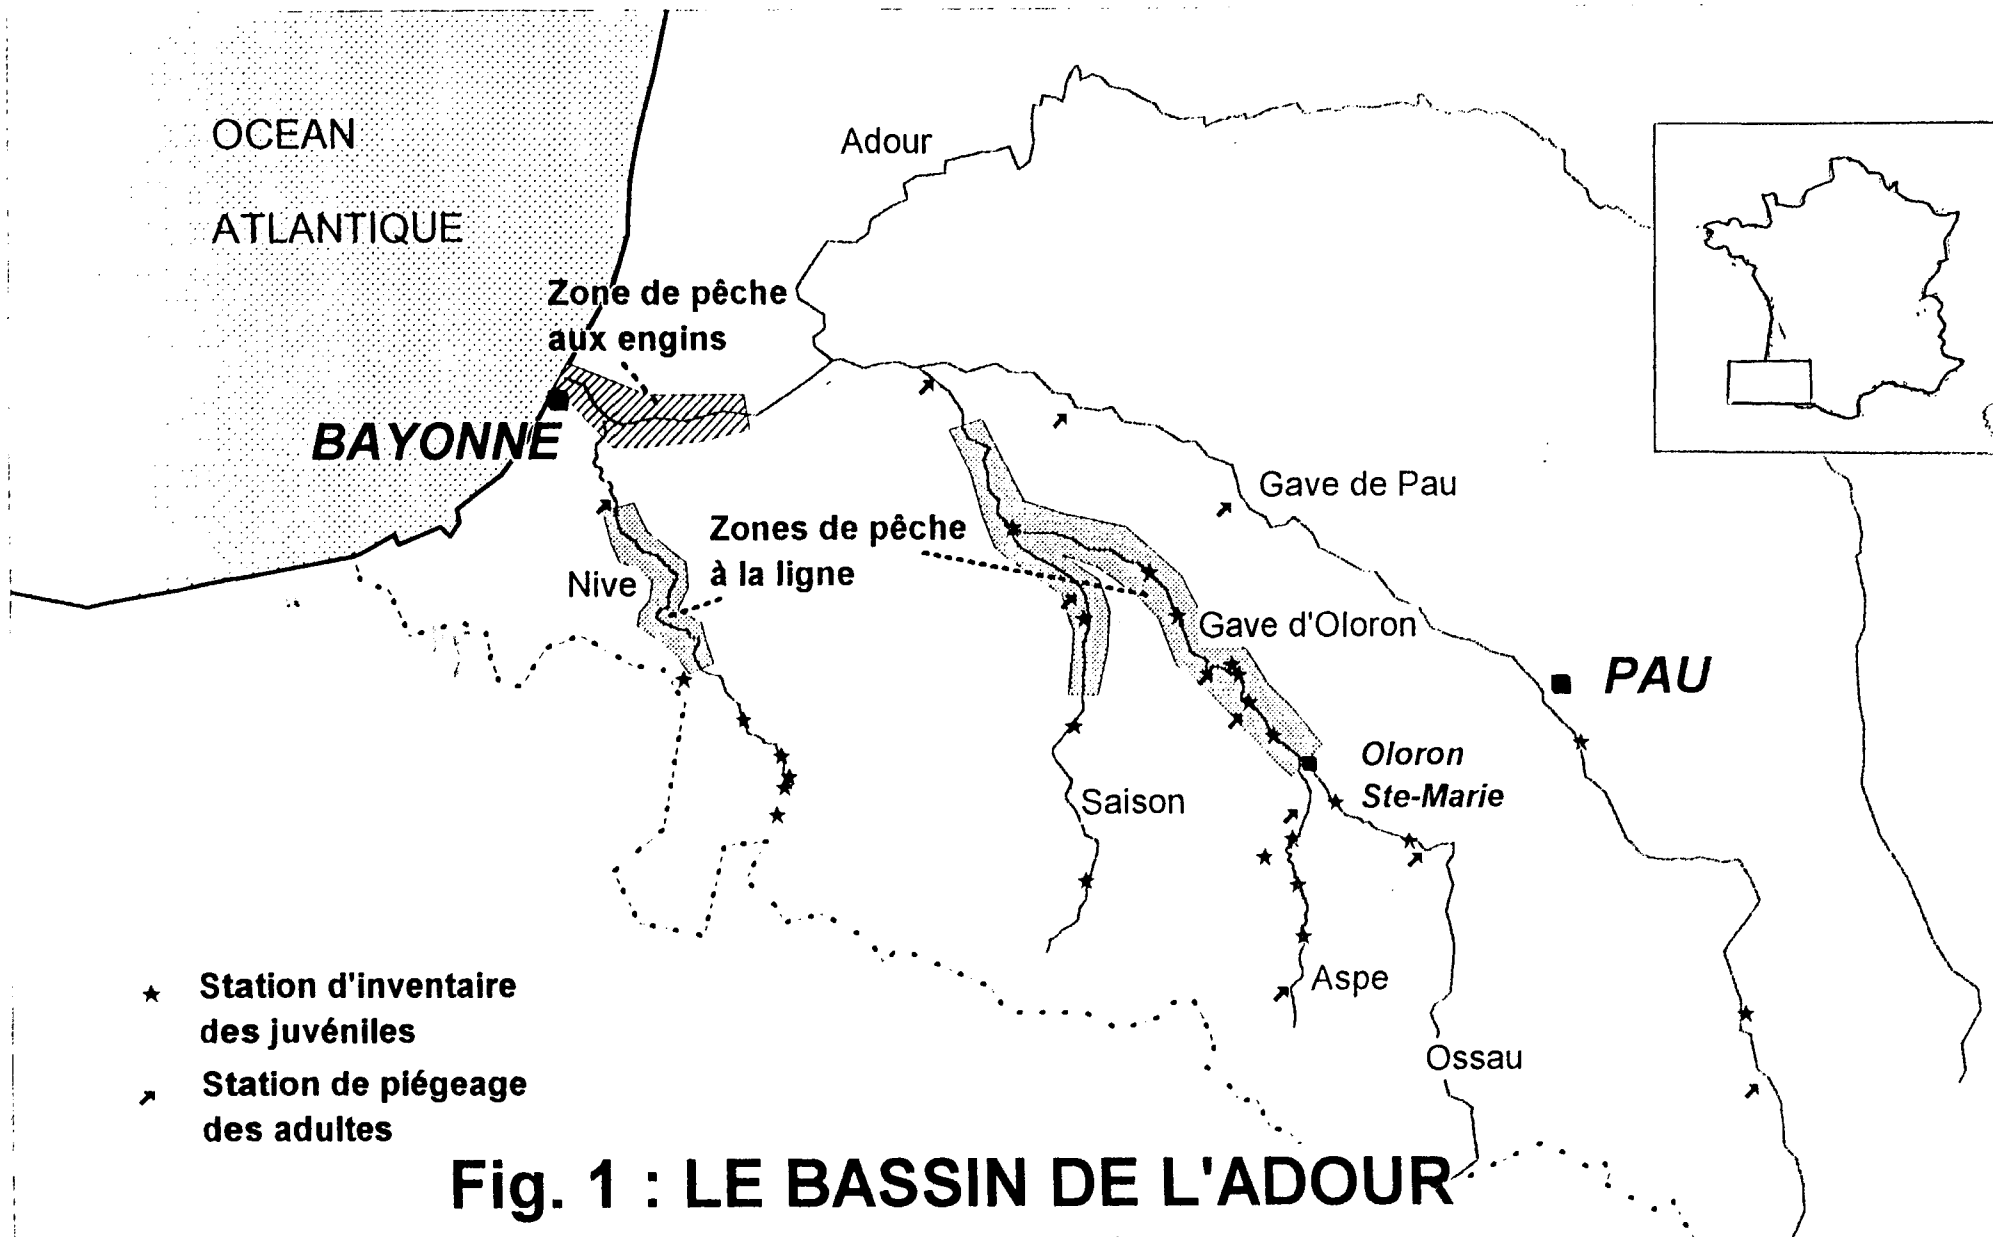 OCEAN
ATLANTIQUE
Adour
Zone de pêche
aux engins
BAYONNE
Gave de Pau
Zones de pêche
à la ligne
Nive
Gave d'Oloron
PAU
Oloron
Ste-Marie
Saison
Aspe
Ossau
Station d'inventaire
des juvéniles
Station de piégeage
des adultes
Fig. 1 : LE BASSIN DE L'ADOUR